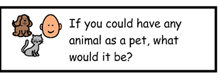 If you could have any
animal as a pet, what
would it be?